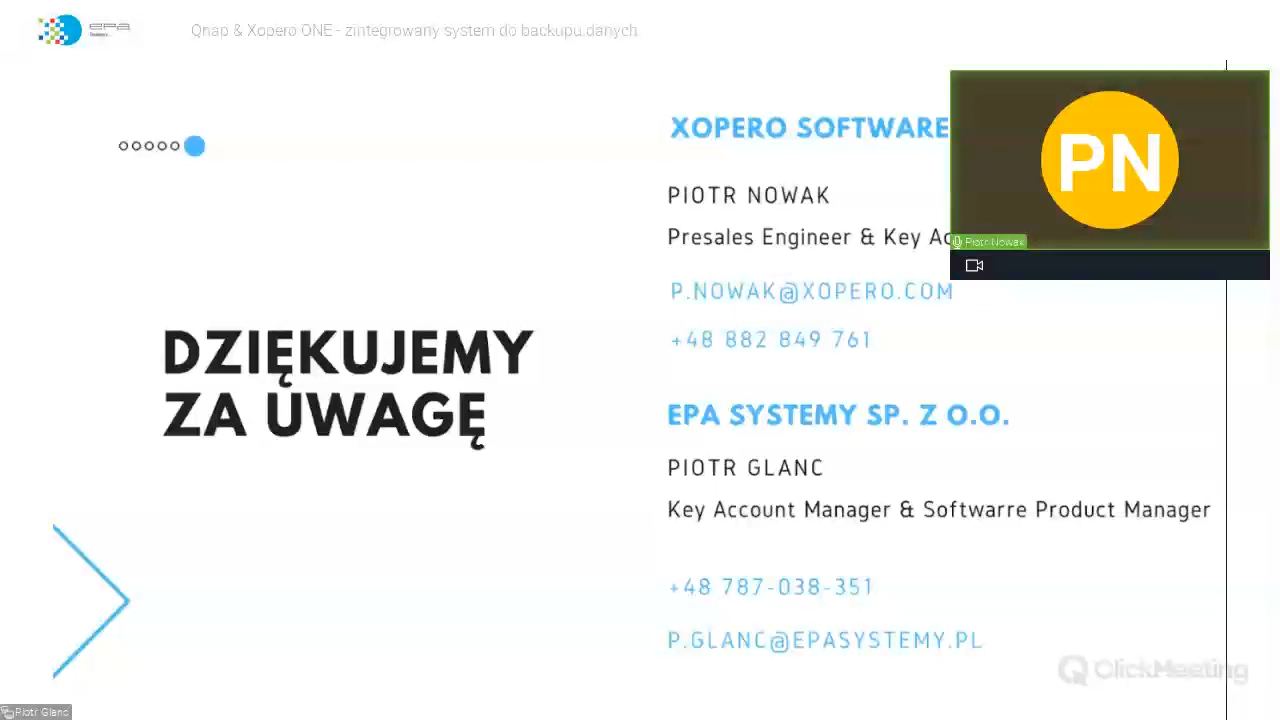 epa
Qnap & Xopero ONE - zintegrowany system do backupu danych
XOPERO SOFTWARE
PN
PIOTR NOWAK
Presales Engineer & Key Ac
Piotr Nowak
P.NOWAK@XOPERO.COM
+48 882 849 761
DZIĘKUJEMY
ZA UWAGĘ
EPA SYSTEMY SP. Z O.O.
PIOTR GLANC
Key Account Manager & Softwarre Product Manager
+48 787-038-351
P.GLANC@EPASYSTEMY.PL
ClickMeeting
Piotr Glanc